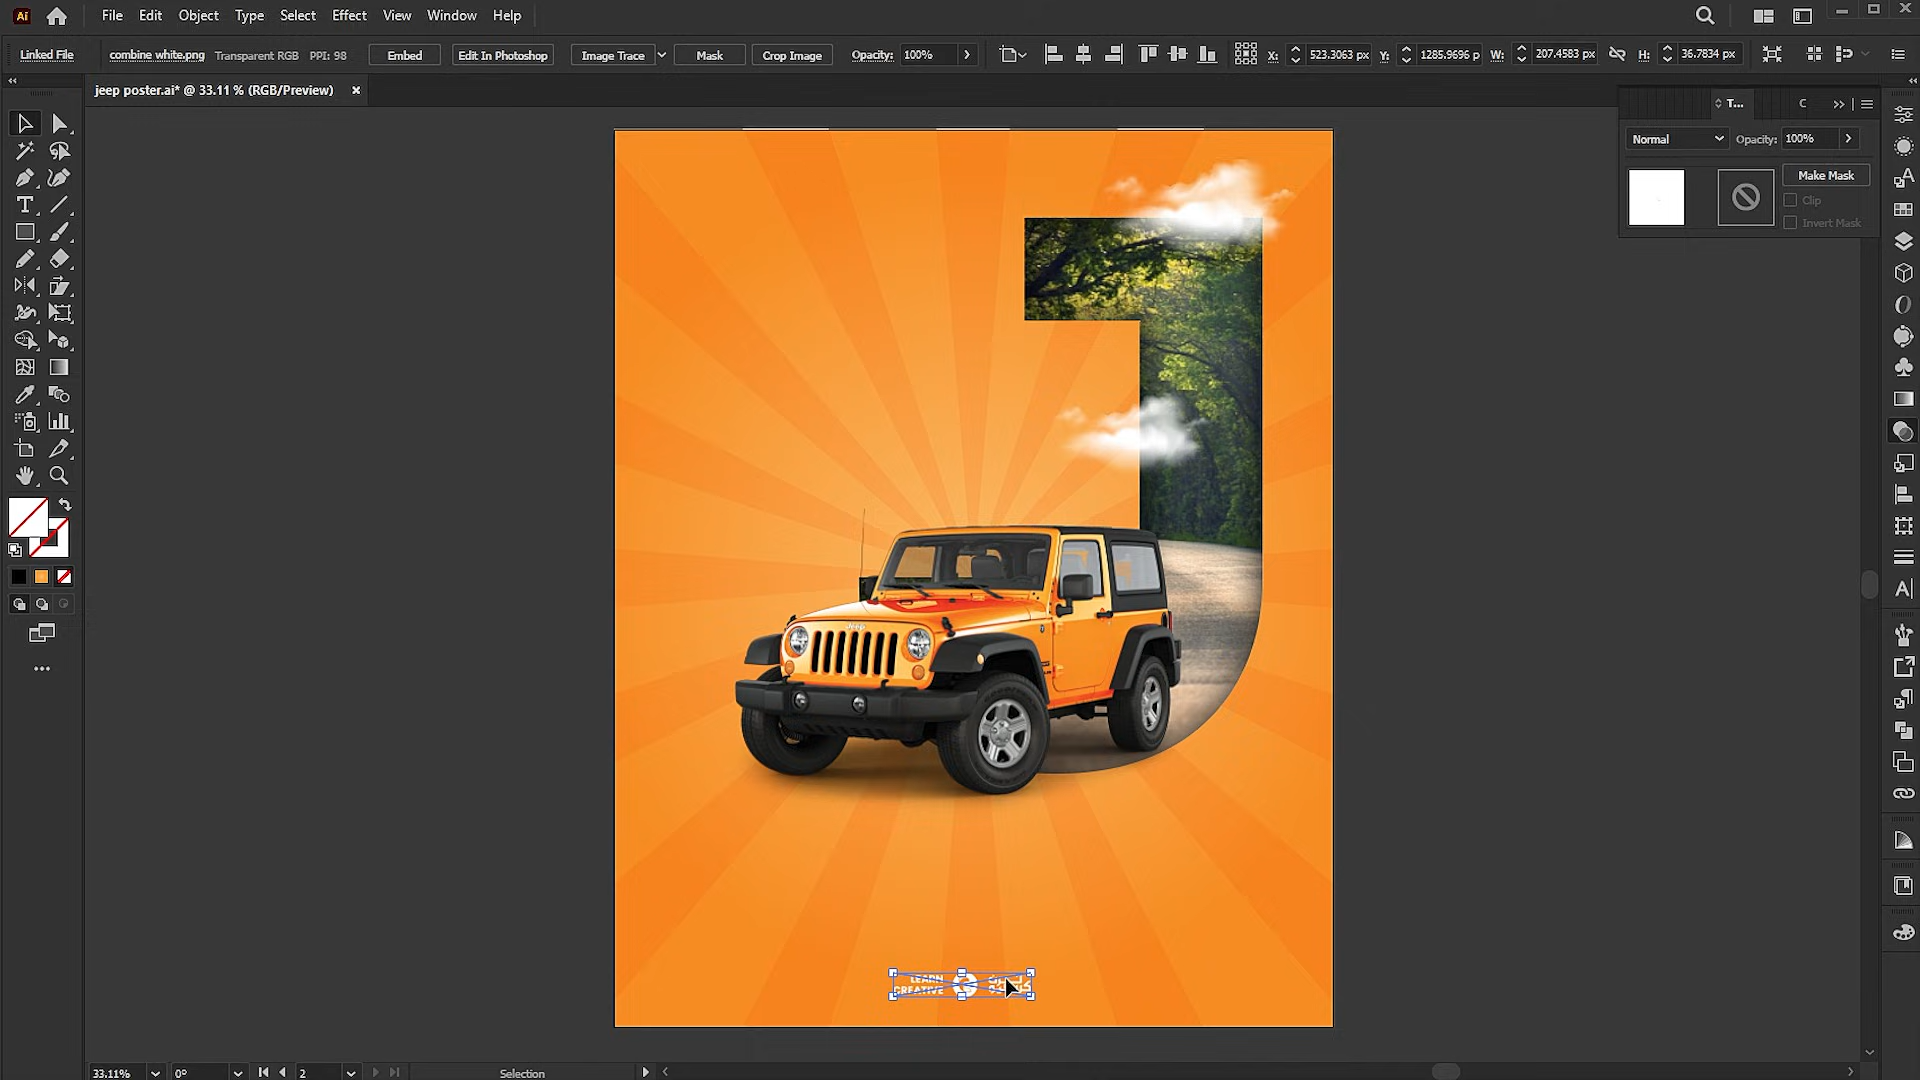 Ai File Edit Object Type Select Effect View Window Help
Linked File combine white.png Transparent RGB PPI: 98 Embed Edit In Photoshop Image Trace Mask Crop Image Opacity: 100% X: 523.3063 px Y: 1285.9696 p W: 207.4583 px H: 36.7834 px
jeep poster.ai* @ 33.11 % (RGB/Preview)
T... C
Normal Opacity: 100%
Make Mask
Clip
Invert Mask
Jeep
LEARN
CREATIVE
33.11% 0° 2 Selection